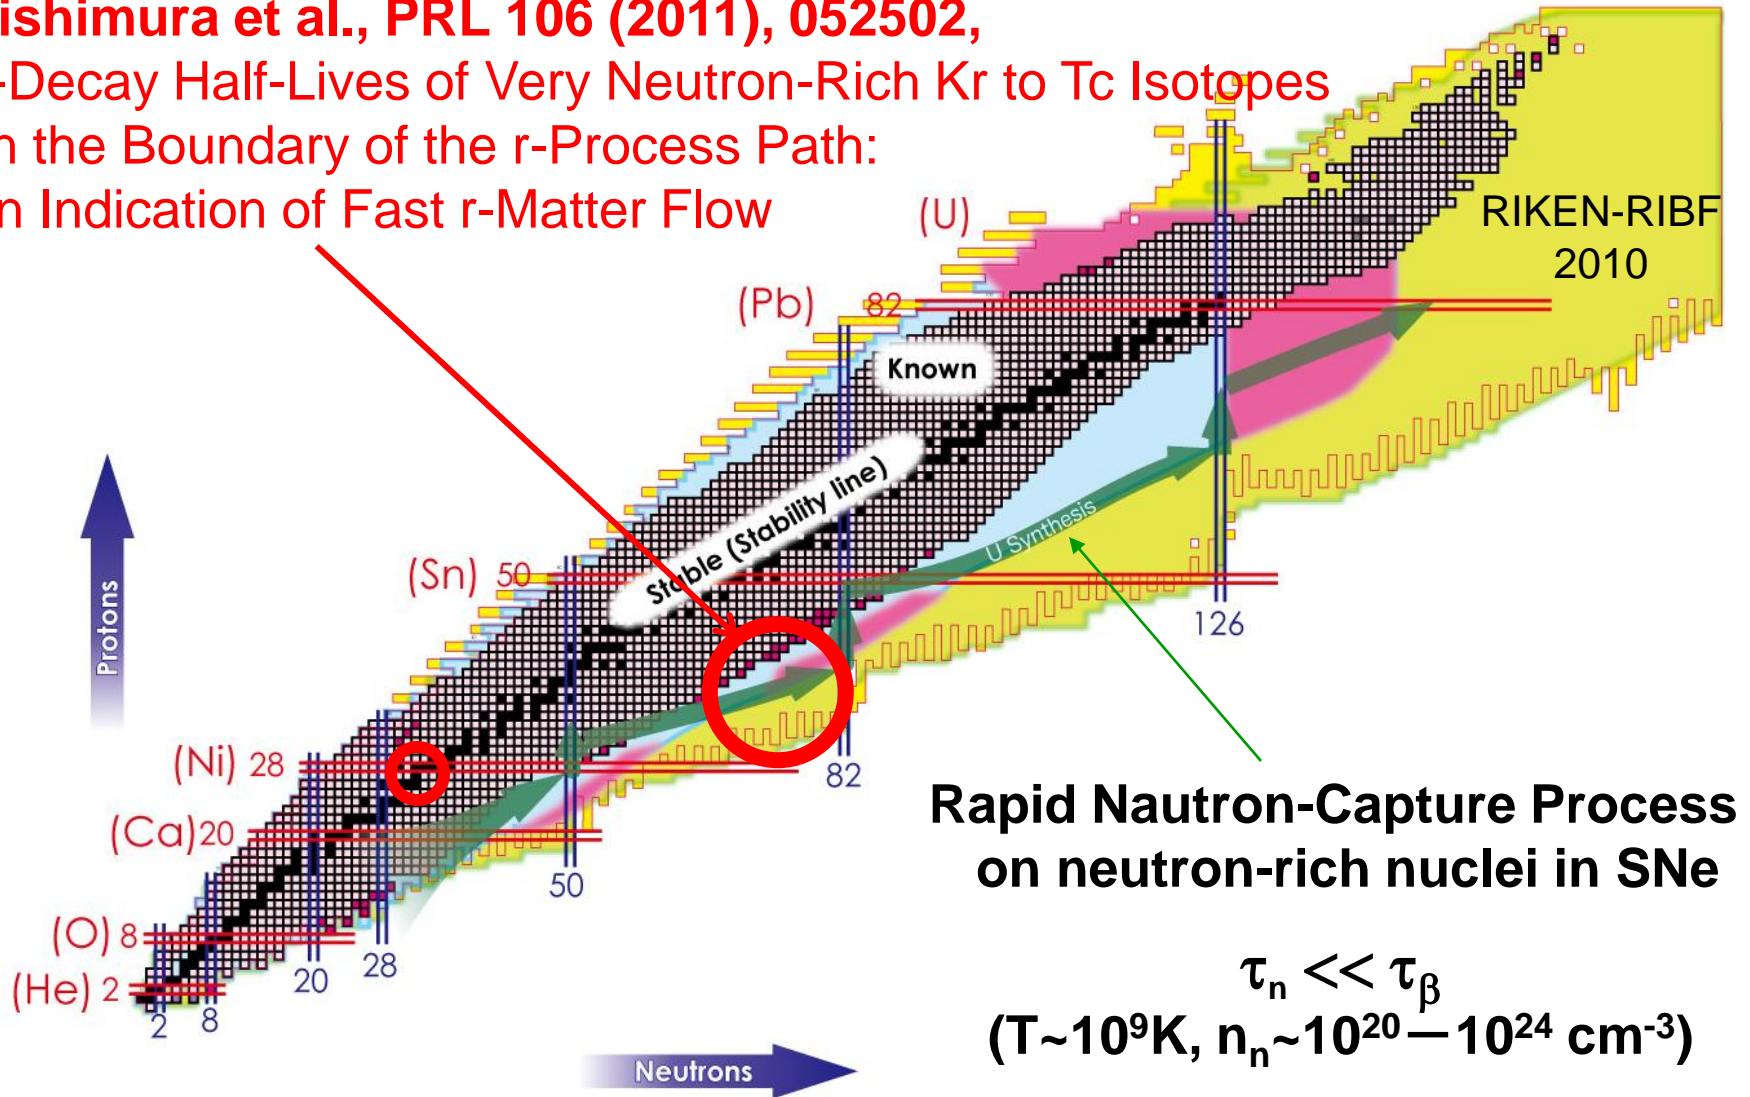 ishimura et al., PRL 106 (2011), 052502,
-Decay Half-Lives of Very Neutron-Rich Kr to Tc Isotopes
n the Boundary of the r-Process Path:
n Indication of Fast r-Matter Flow
(U)
RIKEN-RIBF
2010
(Pb) 82
Known
Stable (Stability line)
U Synthesis
(Sn) 50
126
Protons
(Ni) 28
82
Rapid Nautron-Capture Process
on neutron-rich nuclei in SNe
(Ca) 20
50
(O) 8
20
28
(He) 2
2
8
τn << τβ
(T~10⁹K, nn~10²⁰—10²⁴ cm⁻³)
Neutrons